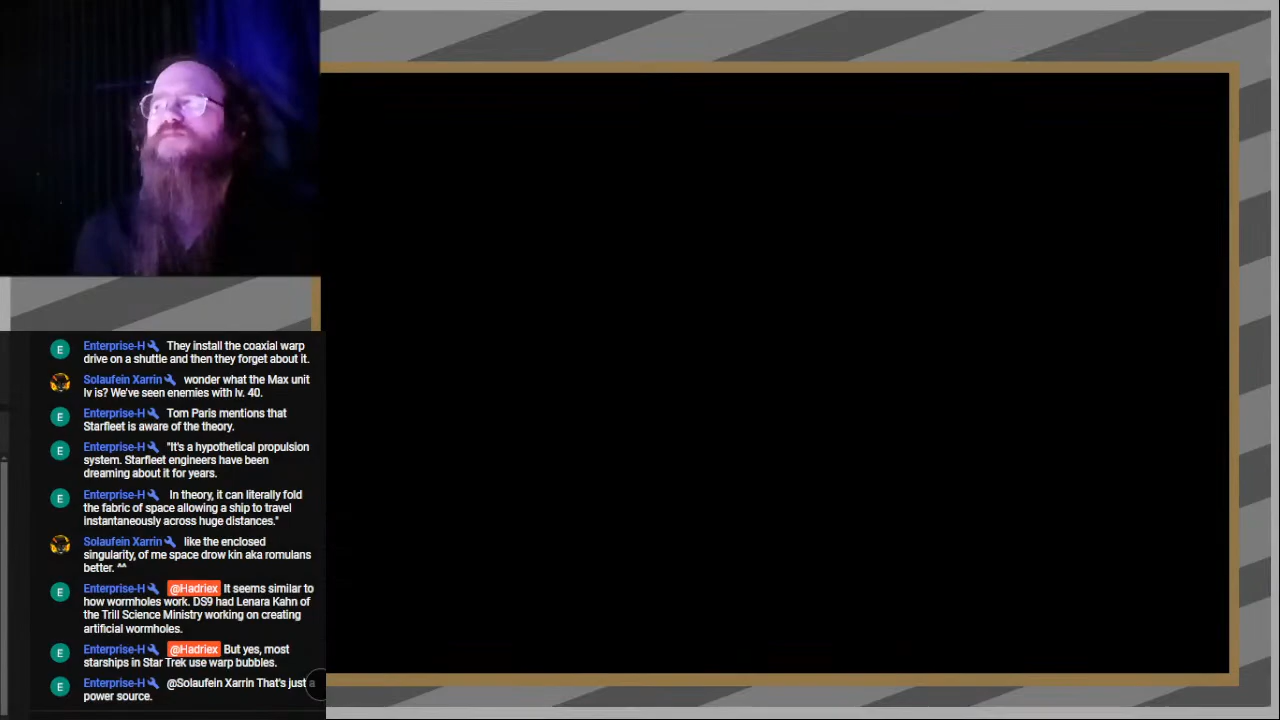 Enterprise-H They install the coaxial warp
drive on a shuttle and then they forget about it.
Solaufein Xarrin wonder what the Max unit
lv is? We've seen enemies with lv. 40.
Enterprise-H Tom Paris mentions that
Starfleet is aware of the theory.
Enterprise-H "It's a hypothetical propulsion
system. Starfleet engineers have been
dreaming about it for years.
Enterprise-H In theory, it can literally fold
the fabric of space allowing a ship to travel
instantaneously across huge distances."
Solaufein Xarrin like the enclosed
singularity, of me space drow kin aka romulans
better. ^^
Enterprise-H @Hadriex It seems similar to
how wormholes work. DS9 had Lenara Kahn of
the Trill Science Ministry working on creating
artificial wormholes.
Enterprise-H @Hadriex But yes, most
starships in Star Trek use warp bubbles.
Enterprise-H @Solaufein Xarrin That's just a
power source.